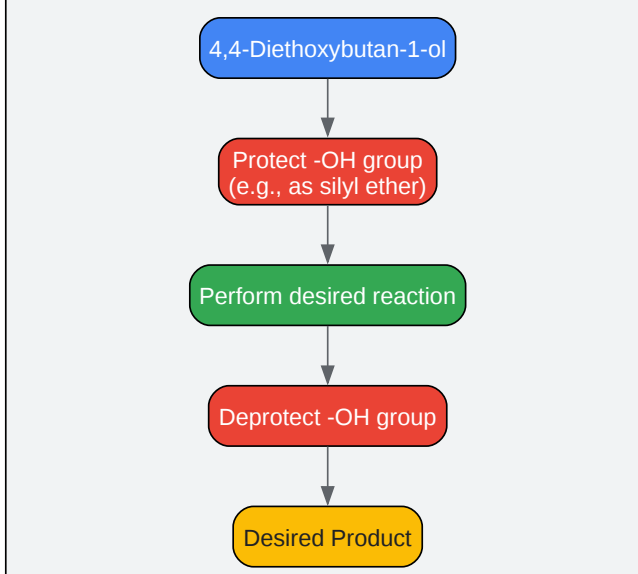 4,4-Diethoxybutan-1-ol
Protect -OH group
(e.g., as silyl ether)
Perform desired reaction
Deprotect -OH group
Desired Product